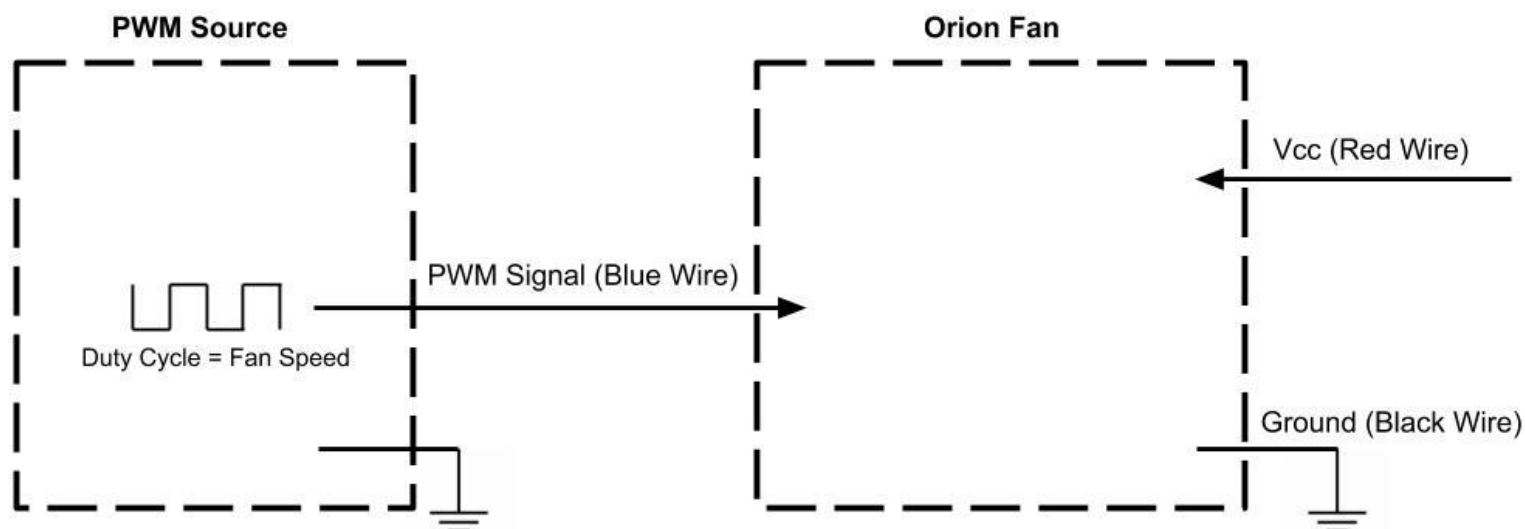 PWM Source
Orion Fan
Vcc (Red Wire)
PWM Signal (Blue Wire)
Duty Cycle = Fan Speed
Ground (Black Wire)